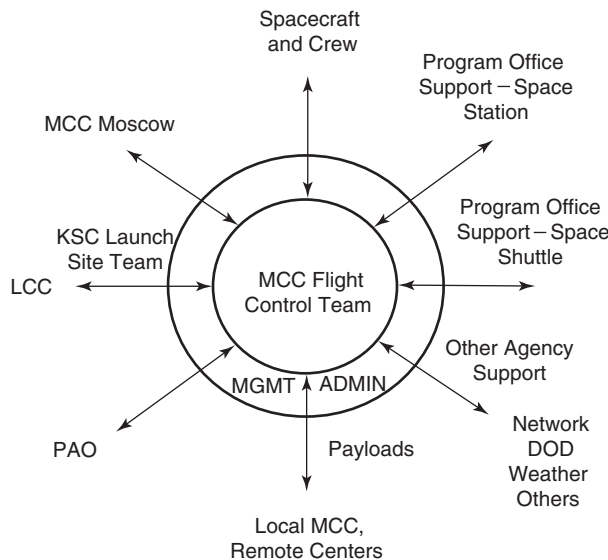 Spacecraft
and Crew
Program Office
Support – Space
Station
MCC Moscow
Program Office
Support – Space
Shuttle
KSC Launch
Site Team
LCC
MCC Flight
Control Team
Other Agency
Support
MGMT
ADMIN
PAO
Payloads
Network
DOD
Weather
Others
Local MCC,
Remote Centers